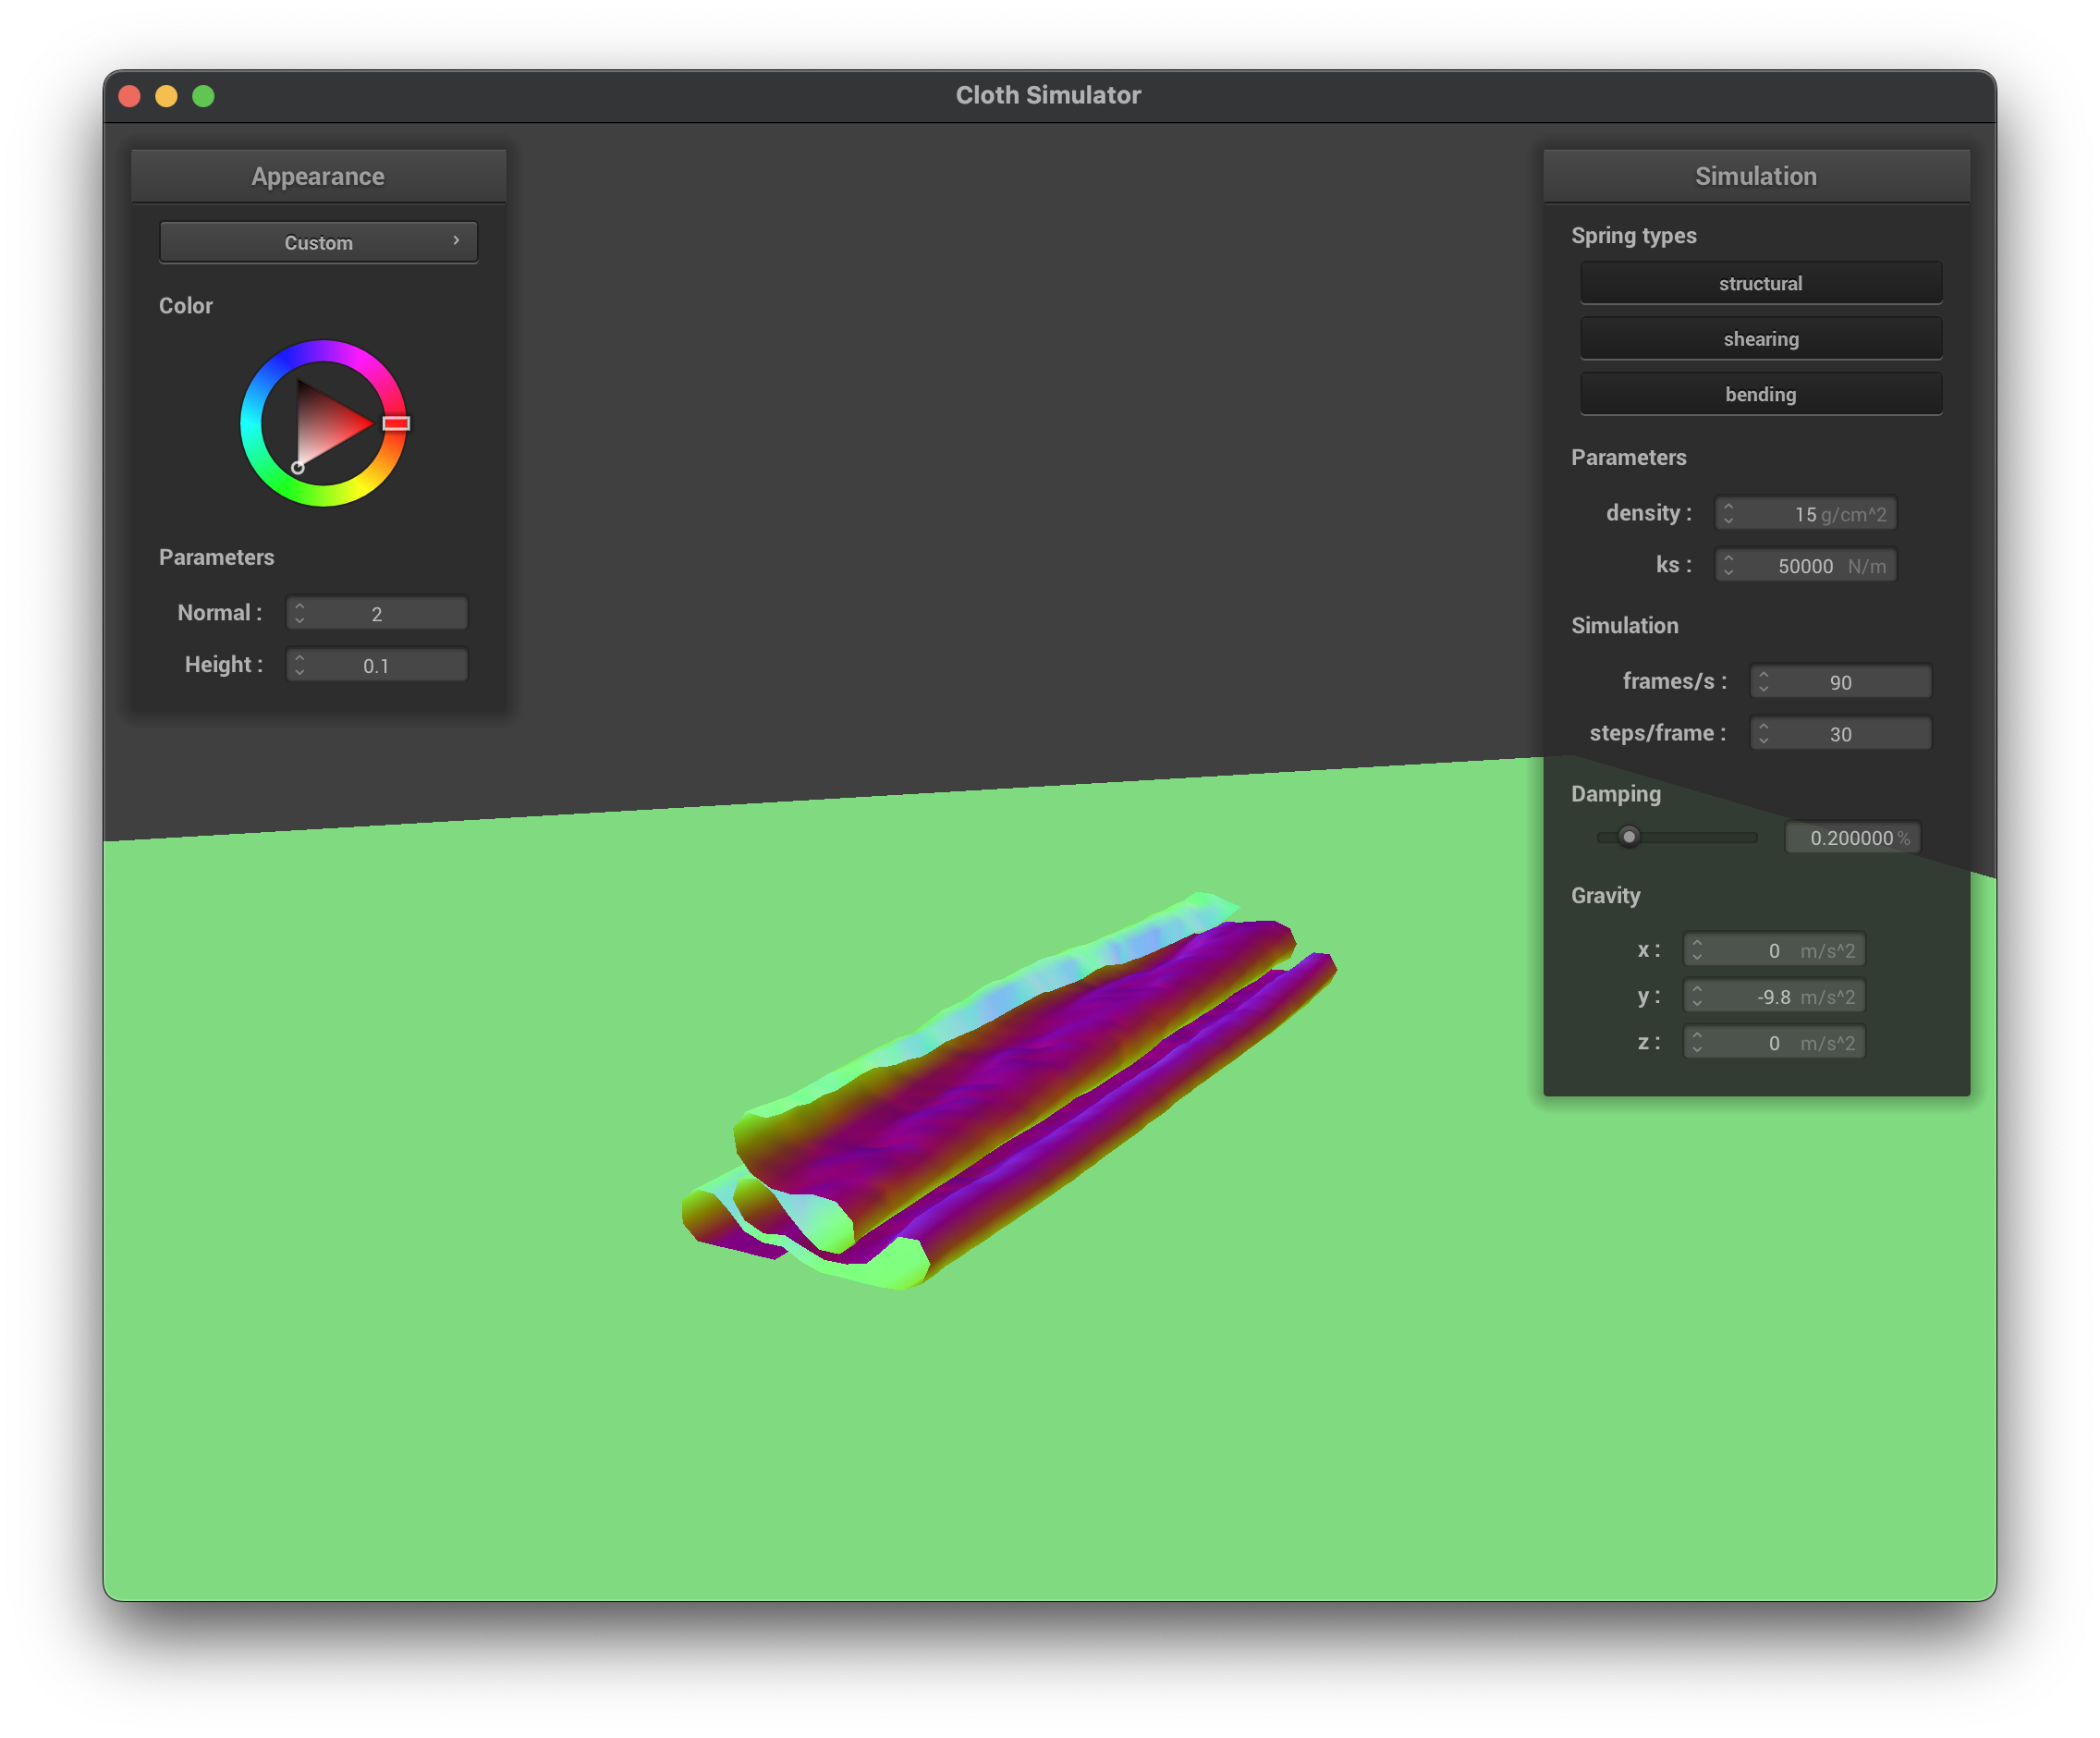 Cloth Simulator
Appearance
Custom
Color
Parameters
Normal : 2
Height : 0.1
Simulation
Spring types
structural
shearing
bending
Parameters
density : 15 g/cm^2
ks : 50000 N/m
Simulation
frames/s : 90
steps/frame : 30
Damping
0.200000 %
Gravity
x : 0 m/s^2
y : -9.8 m/s^2
z : 0 m/s^2